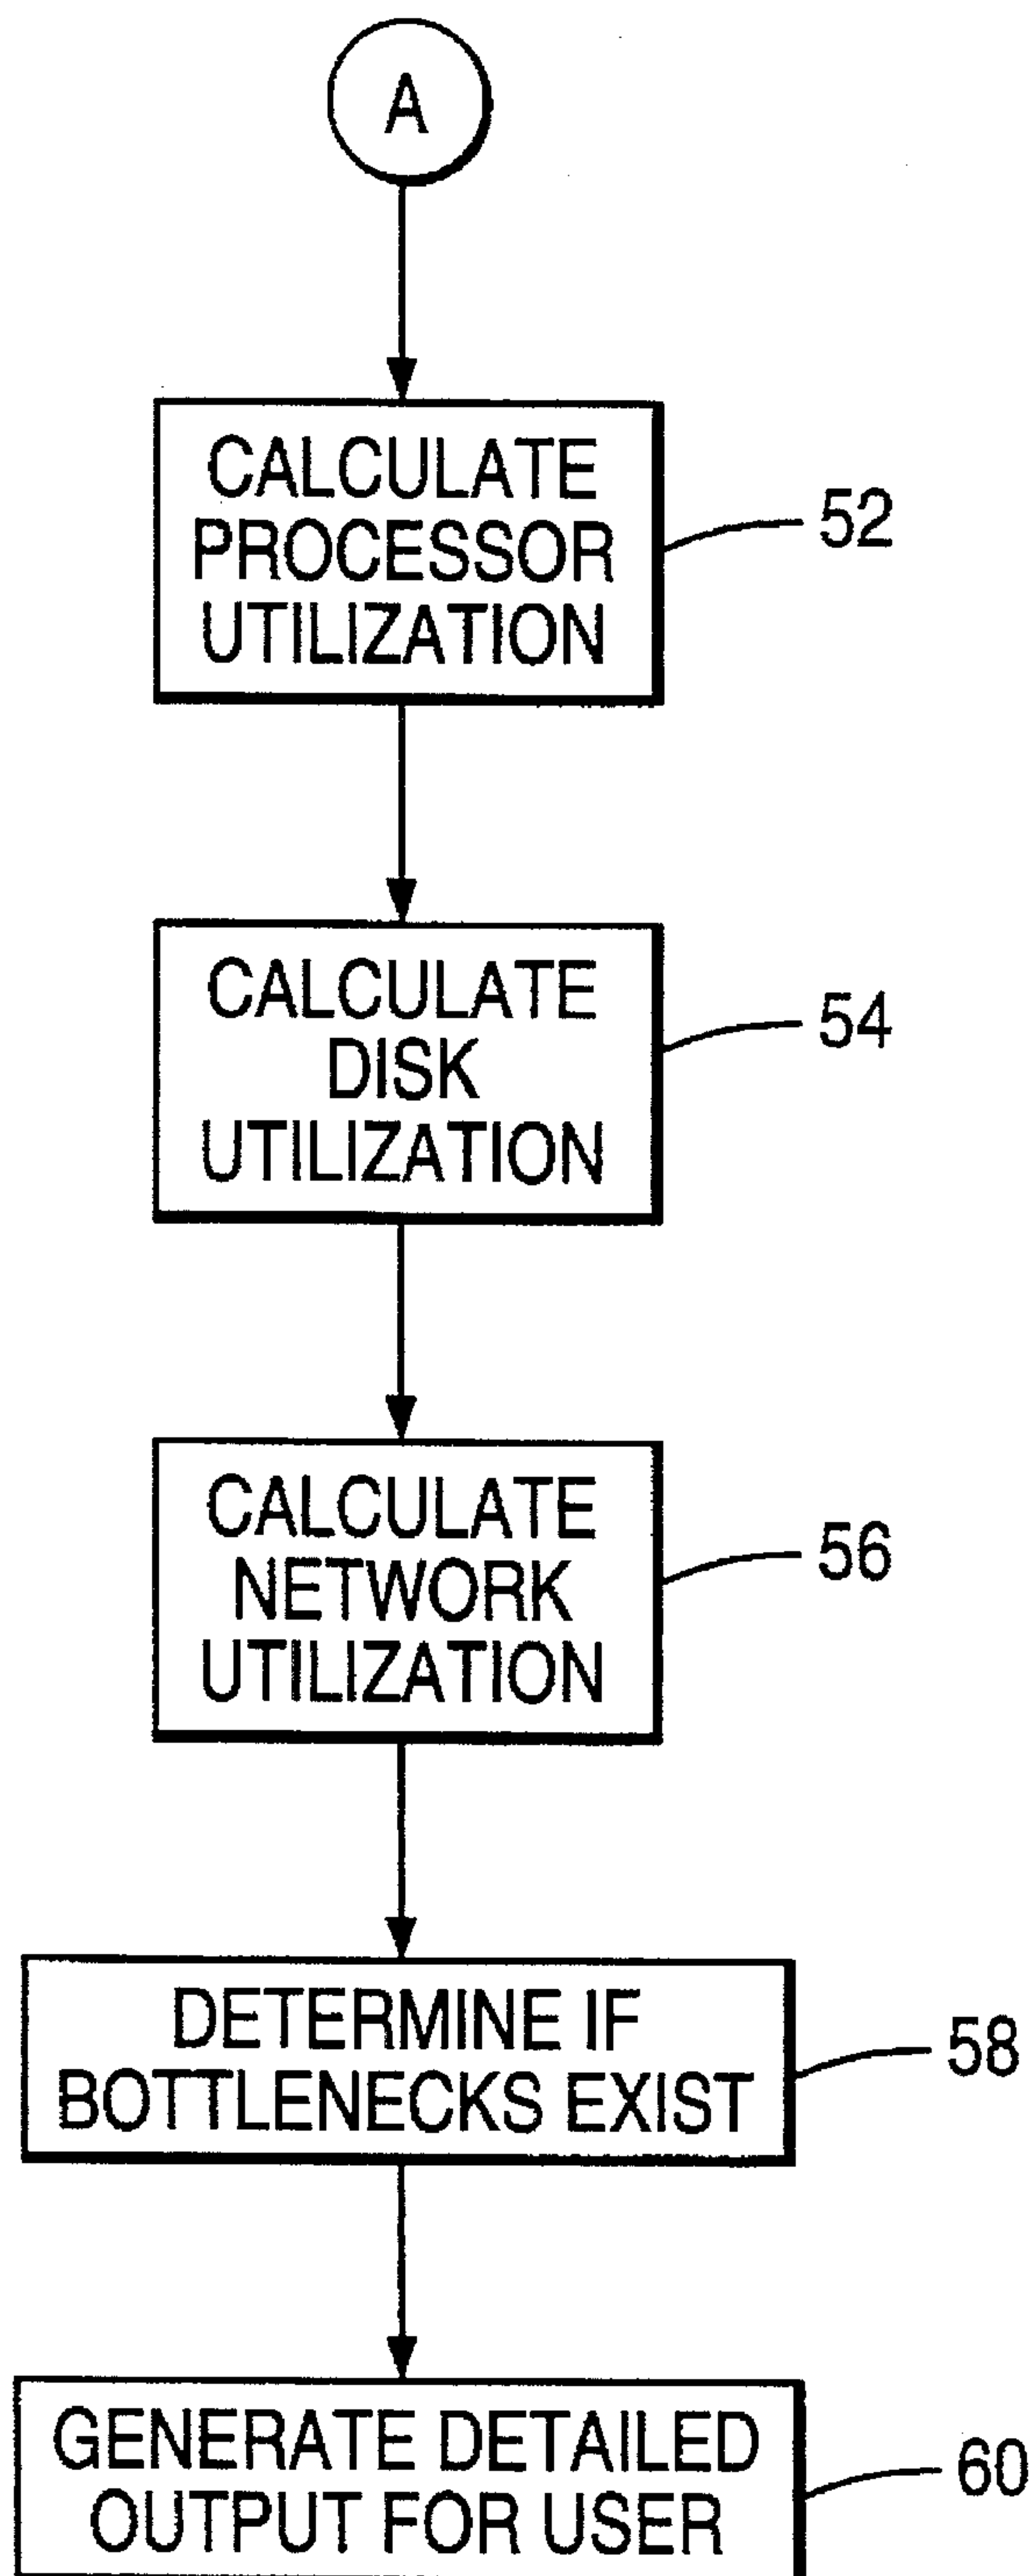 A
CALCULATE
PROCESSOR
UTILIZATION
52
CALCULATE
DISK
UTILIZATION
54
CALCULATE
NETWORK
UTILIZATION
56
DETERMINE IF
BOTTLENECKS EXIST
58
GENERATE DETAILED
OUTPUT FOR USER
60